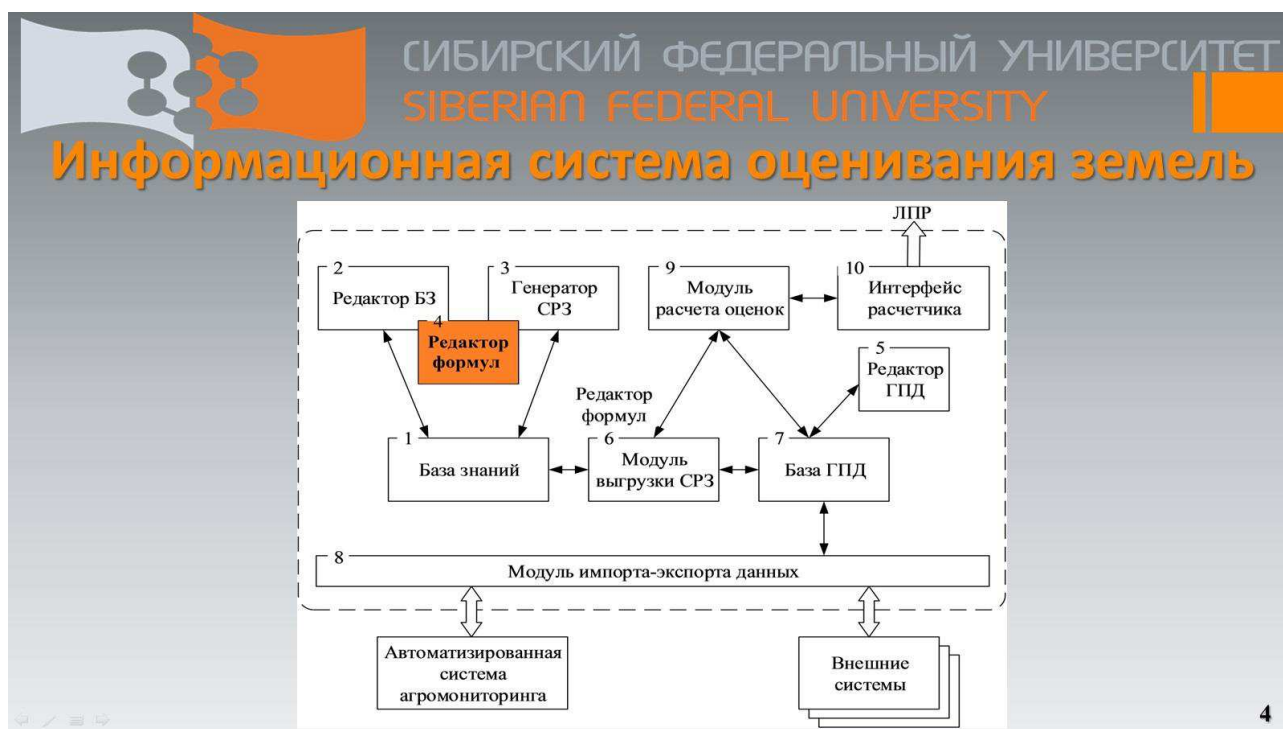 СИБИРСКИЙ ФЕДЕРАЛЬНЫЙ УНИВЕРСИТЕТ
SIBERIAN FEDERAL UNIVERSITY
Информационная система оценивания земель
ЛПР
2
Редактор БЗ
3
Генератор
СРЗ
9
Модуль
расчета оценок
10
Интерфейс
расчетчика
4
Редактор
формул
5
Редактор
ГПД
Редактор
формул
1
База знаний
6
Модуль
выгрузки СРЗ
7
База ГПД
8
Модуль импорта-экспорта данных
Автоматизированная
система
агромониторинга
Внешние
системы
4